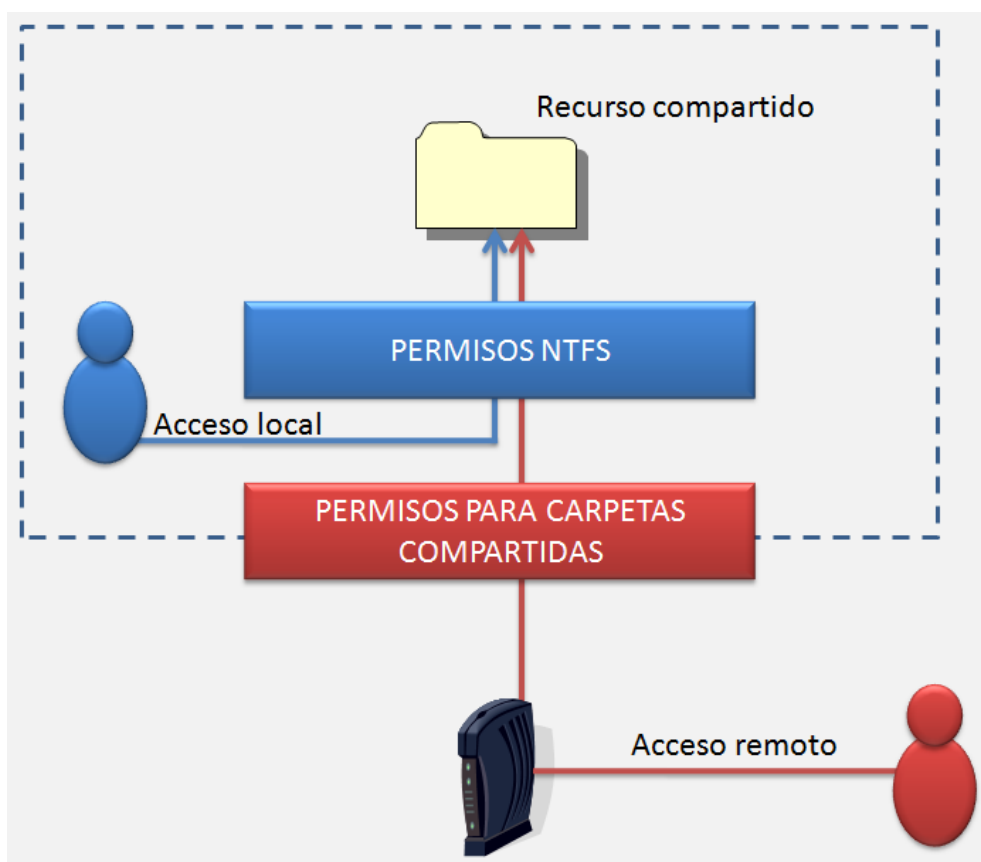 Recurso compartido
PERMISOS NTFS
Acceso local
PERMISOS PARA CARPETAS
COMPARTIDAS
Acceso remoto